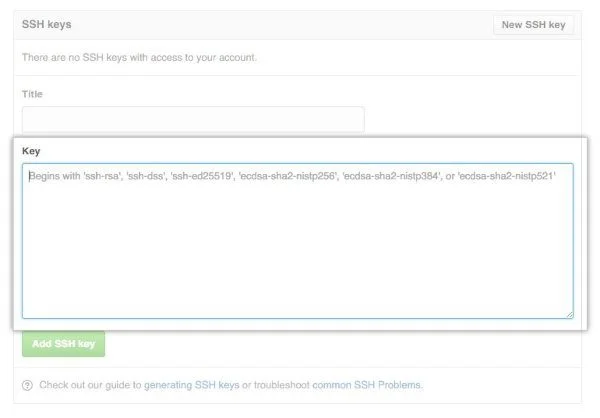 SSH keys
New SSH key
There are no SSH keys with access to your account.
Title
Key
Begins with 'ssh-rsa', 'ssh-dss', 'ssh-ed25519', 'ecdsa-sha2-nistp256', 'ecdsa-sha2-nistp384', or 'ecdsa-sha2-nistp521'
Add SSH key
Check out our guide to generating SSH keys or troubleshoot common SSH Problems.